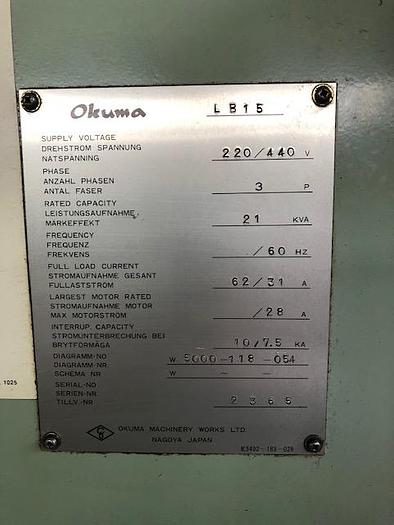 Okuma LB15
SUPPLY VOLTAGE
DREHSTROM SPANNUNG
NATSPANNING 220/440 V
PHASE
ANZAHL PHASEN
ANTAL FASER 3 P
RATED CAPACITY
LEISTUNGSAUFNAHME.
MÄRKEFFEKT 21 KVA
FREQUENCY
FREQUENZ
FREKVENS /60 HZ
FULL LOAD CURRENT
STROMAUFNAHME GESANT
FULLASTSTROM 62/31 A
LARGEST MOTOR RATED
STROMAUFNAHME MOTOR
MAX MOTORSTROM /28 A
INTERRUP. CAPACITY
STROMUNTERBRECHUNG BEI
BRYTFORMAGA 10/7.5 KA
DIAGRAMM-NO
DIAGRAMM-NR. W 5000-118-054
SCHEMA NR W - -
SERIAL-NO
SERIEN-NR
TILLV.-NR 2365
OKUMA MACHINERY WORKS LTD.
NAGOYA JAPAN
1025